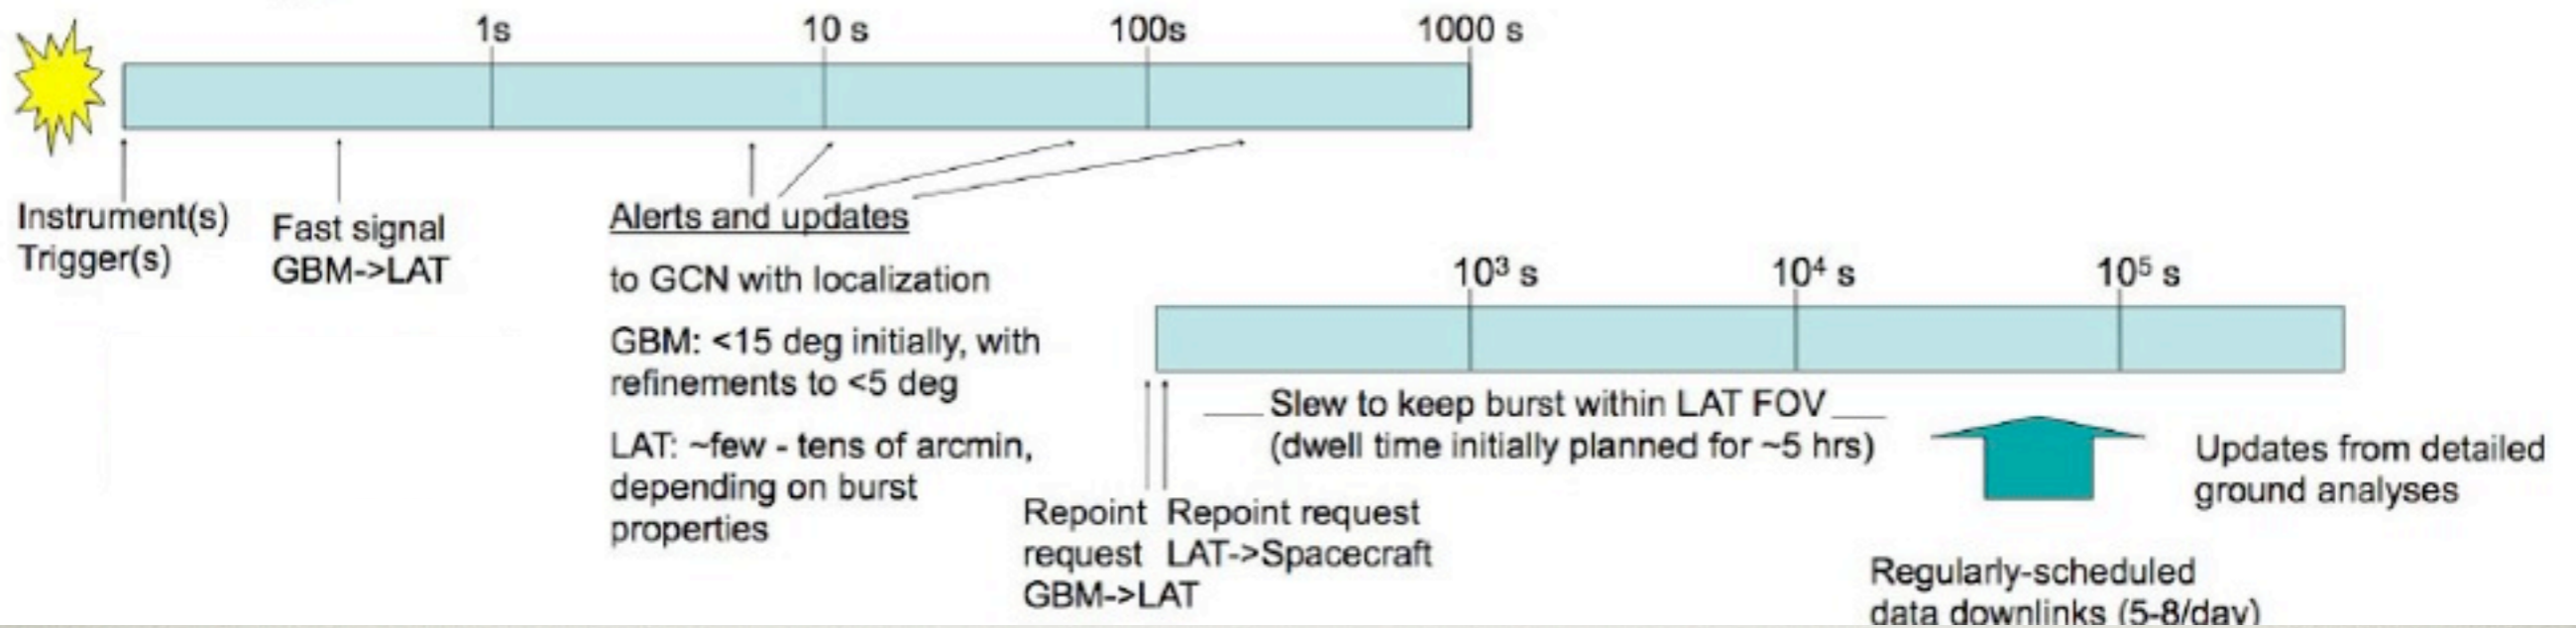 1s
10 s
100s
1000 s
Instrument(s)
Trigger(s)
Fast signal
GBM->LAT
Alerts and updates
to GCN with localization
GBM: <15 deg initially, with
refinements to <5 deg
LAT: ~few - tens of arcmin,
depending on burst
properties
10³ s
10⁴ s
10⁵ s
Slew to keep burst within LAT FOV
(dwell time initially planned for ~5 hrs)
Repoint
request
GBM->LAT
Repoint request
LAT->Spacecraft
Updates from detailed
ground analyses
Regularly-scheduled
data downlinks (5-8/day)